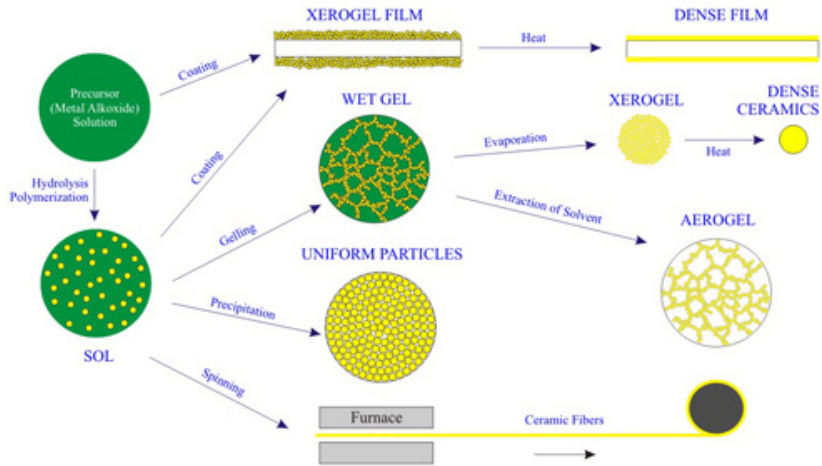 XEROGEL FILM
DENSE FILM
Heat
Coating
Precursor
(Metal Alkoxide)
Solution
WET GEL
XEROGEL
DENSE
CERAMICS
Evaporation
Heat
Hydrolysis
Polymerization
Coating
Extraction of Solvent
Gelling
AEROGEL
UNIFORM PARTICLES
Precipitation
SOL
Spinning
Furnace
Ceramic Fibers